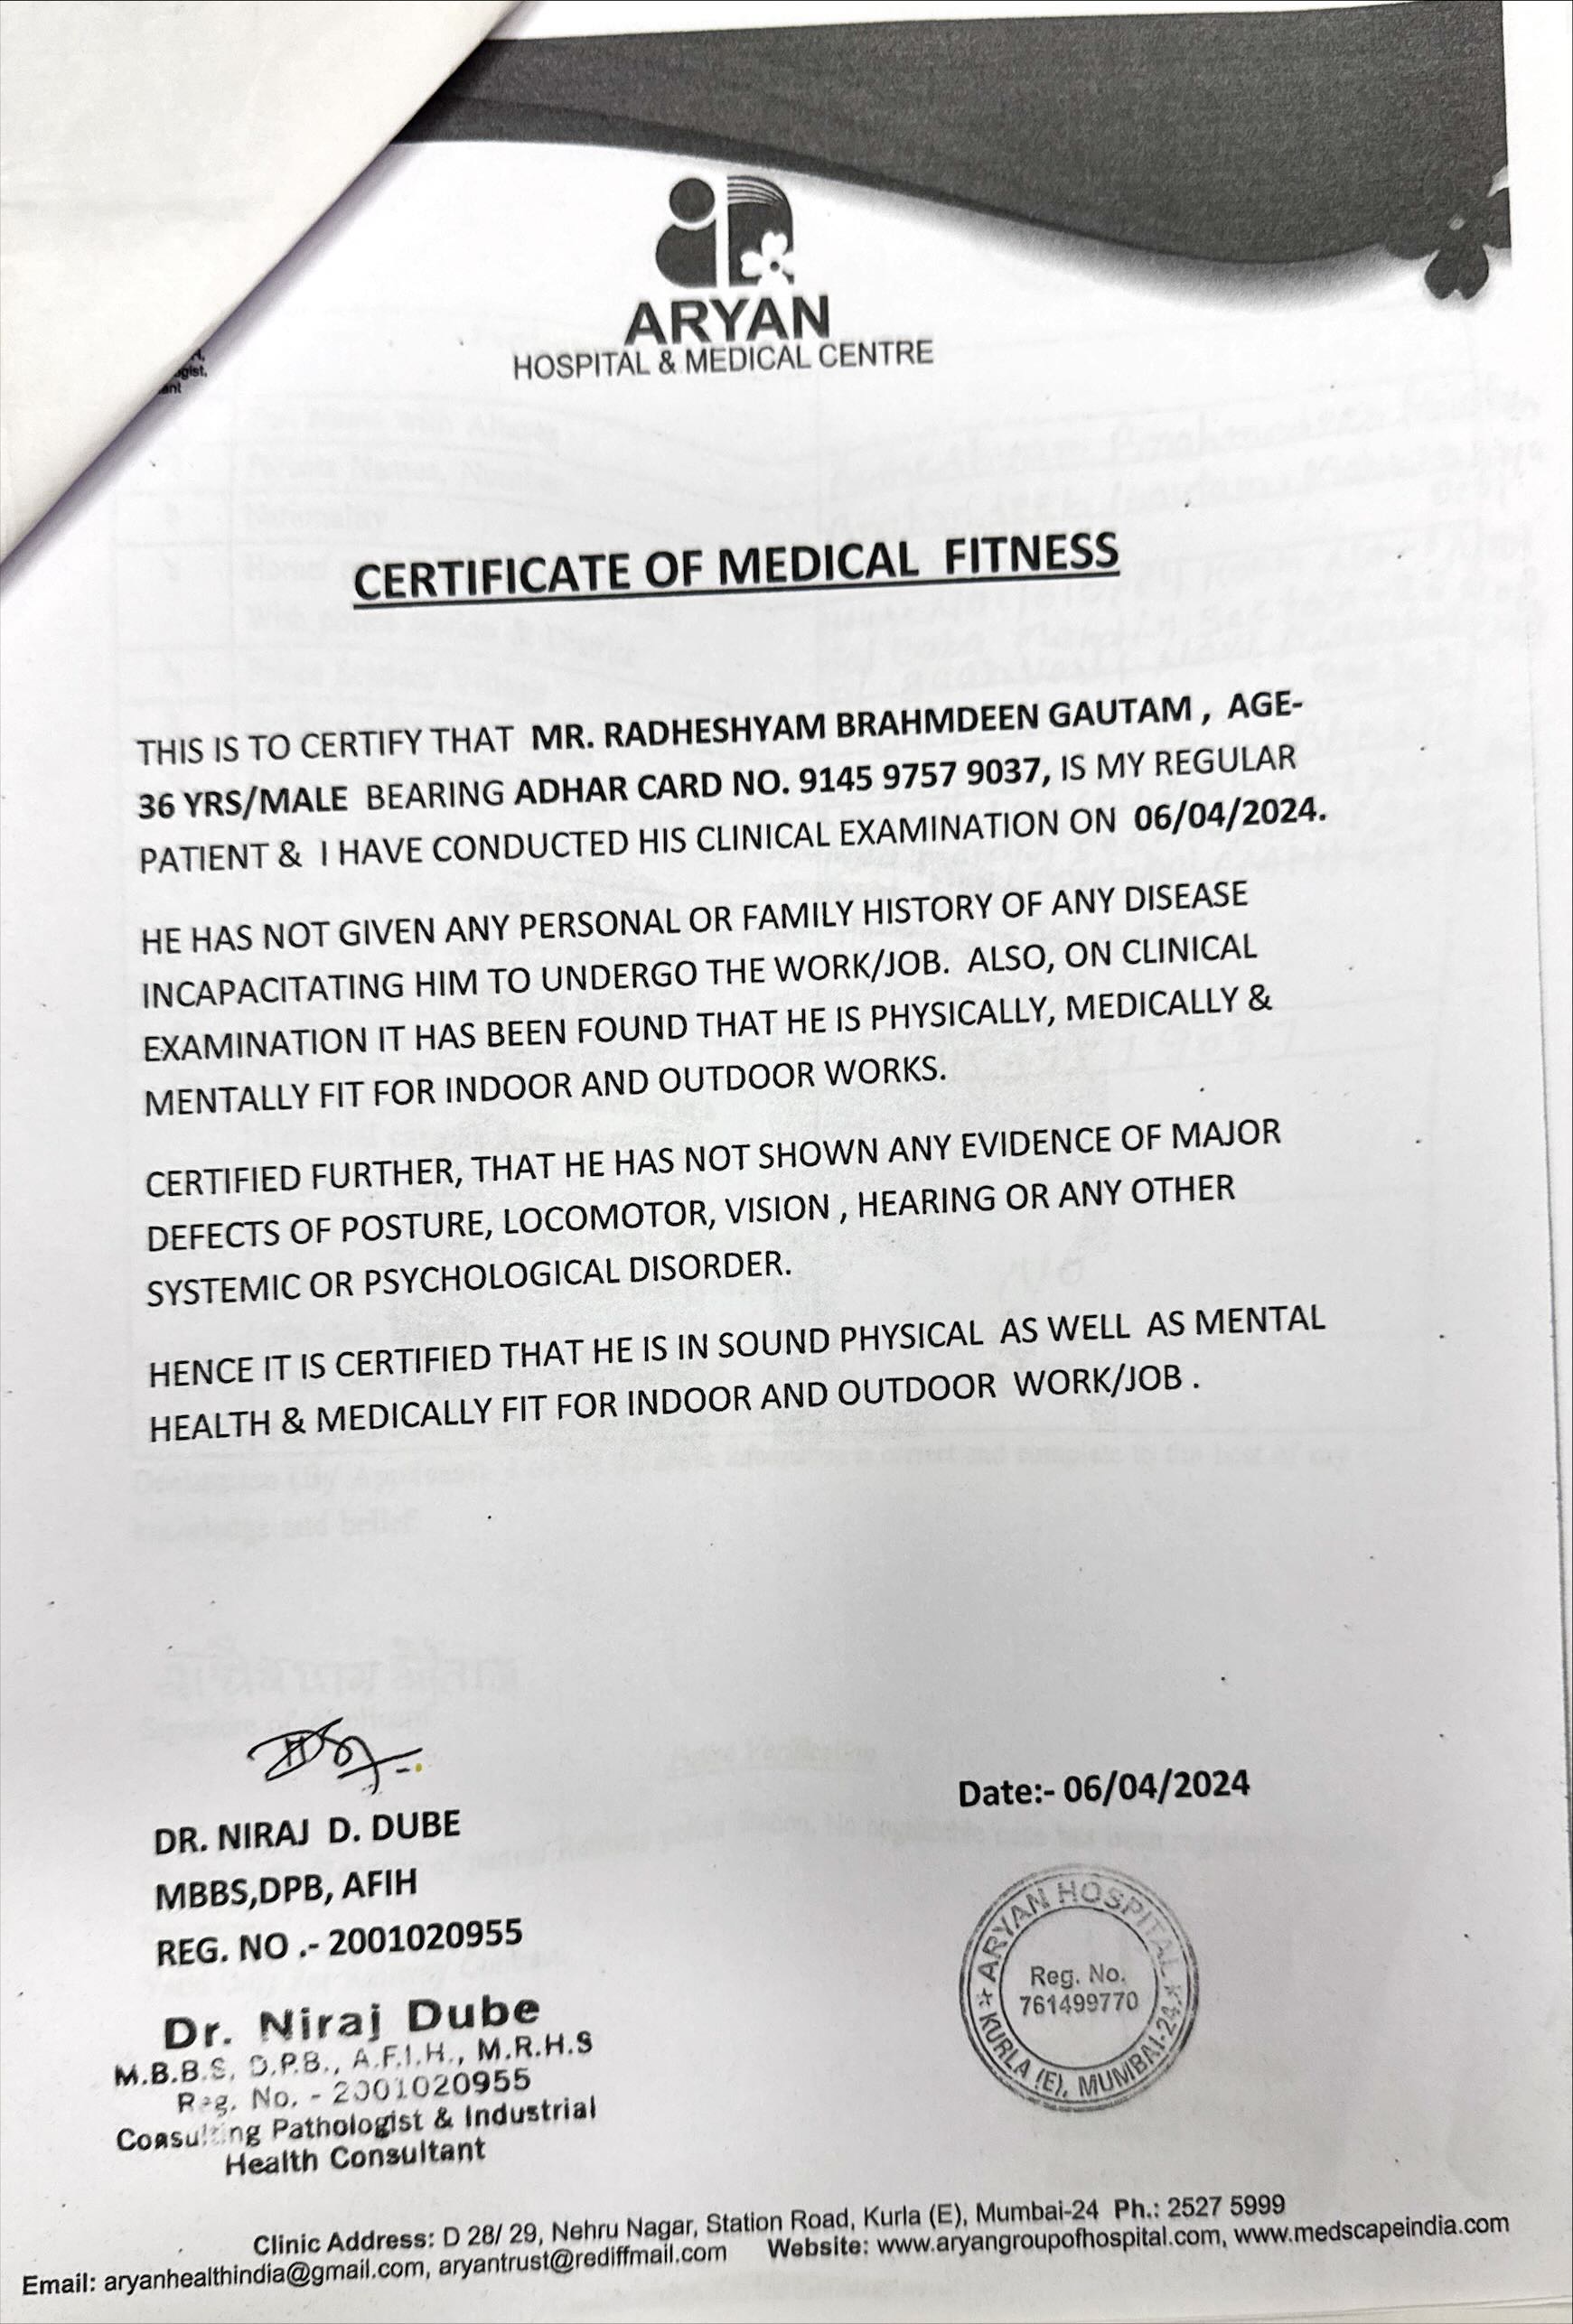 ARYAN
HOSPITAL & MEDICAL CENTRE
gist,
ant
CERTIFICATE OF MEDICAL FITNESS
THIS IS TO CERTIFY THAT MR. RADHESHYAM BRAHMDEEN GAUTAM , AGE-
36 YRS/MALE BEARING ADHAR CARD NO. 9145 9757 9037, IS MY REGULAR
PATIENT & I HAVE CONDUCTED HIS CLINICAL EXAMINATION ON 06/04/2024.
HE HAS NOT GIVEN ANY PERSONAL OR FAMILY HISTORY OF ANY DISEASE
INCAPACITATING HIM TO UNDERGO THE WORK/JOB. ALSO, ON CLINICAL
EXAMINATION IT HAS BEEN FOUND THAT HE IS PHYSICALLY, MEDICALLY &
MENTALLY FIT FOR INDOOR AND OUTDOOR WORKS.
CERTIFIED FURTHER, THAT HE HAS NOT SHOWN ANY EVIDENCE OF MAJOR
DEFECTS OF POSTURE, LOCOMOTOR, VISION , HEARING OR ANY OTHER
SYSTEMIC OR PSYCHOLOGICAL DISORDER.
HENCE IT IS CERTIFIED THAT HE IS IN SOUND PHYSICAL AS WELL AS MENTAL
HEALTH & MEDICALLY FIT FOR INDOOR AND OUTDOOR WORK/JOB .
DR. NIRAJ D. DUBE
MBBS,DPB, AFIH
REG. NO .- 2001020955
Date:- 06/04/2024
Dr. Niraj Dube
M.B.B.S, D.P.B., A.F.I.H., M.R.H.S
Reg. No. - 2001020955
Consulting Pathologist & Industrial
Health Consultant
ARYAN HOSPITAL
Reg. No.
761499770
KURLA (E), MUMBAI-24.
Clinic Address: D 28/ 29, Nehru Nagar, Station Road, Kurla (E), Mumbai-24 Ph.: 2527 5999
Email: aryanhealthindia@gmail.com, aryantrust@rediffmail.com Website: www.aryangroupofhospital.com, www.medscapeindia.com